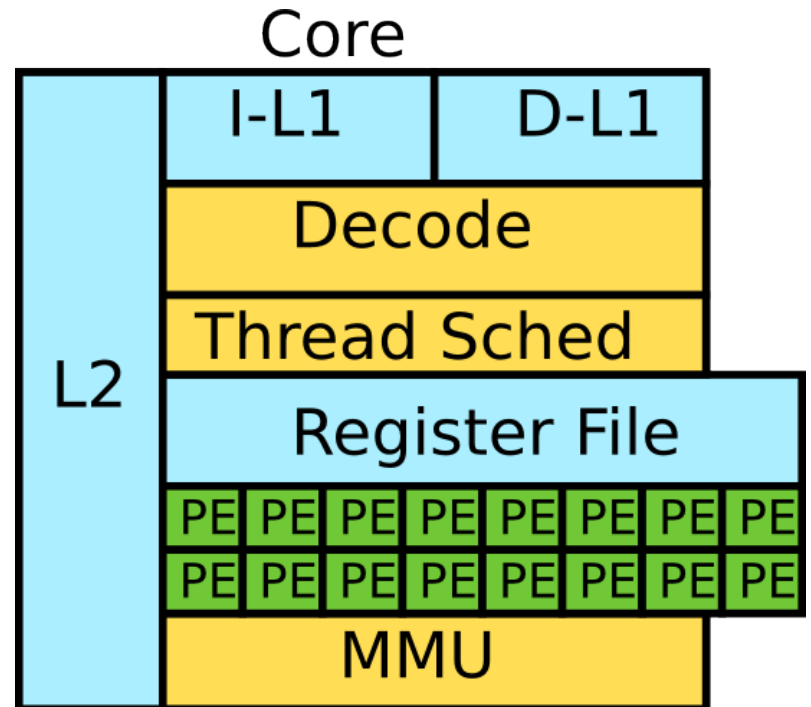 Core
I-L1 D-L1
Decode
Thread Sched
L2
Register File
PE PE PE PE PE PE PE PE
PE PE PE PE PE PE PE PE
MMU